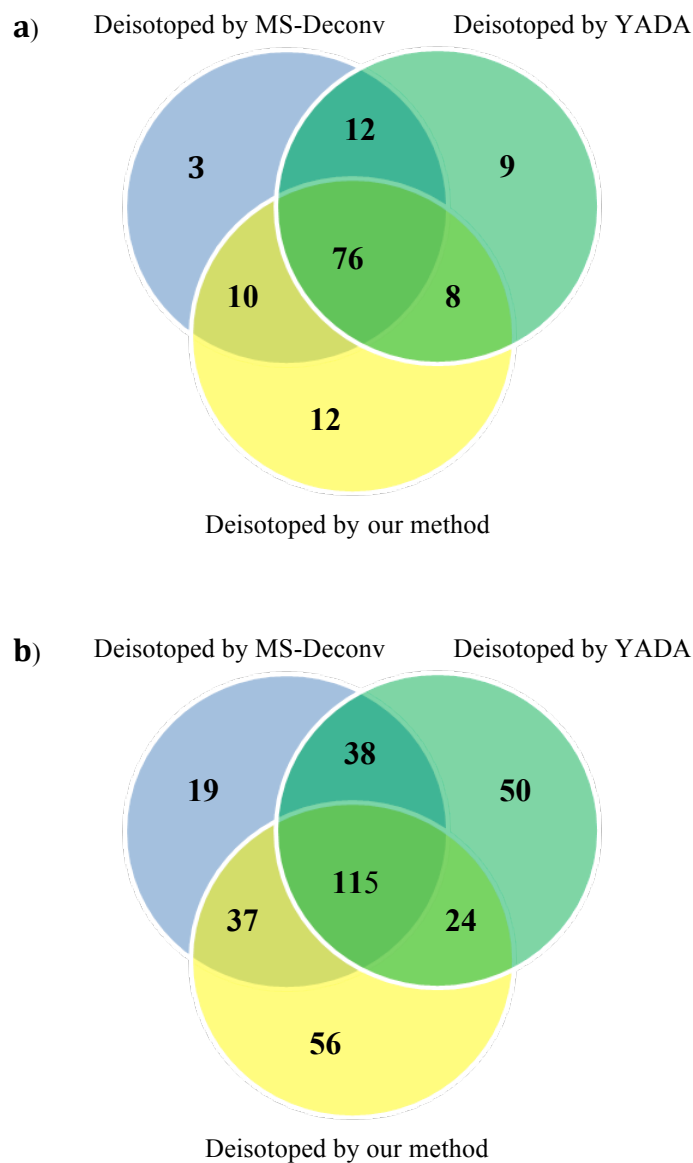 a) Deisotoped by MS-Deconv Deisotoped by YADA
12
3 9
76
10 8
12
Deisotoped by our method
b) Deisotoped by MS-Deconv Deisotoped by YADA
38
19 50
115
37 24
56
Deisotoped by our method